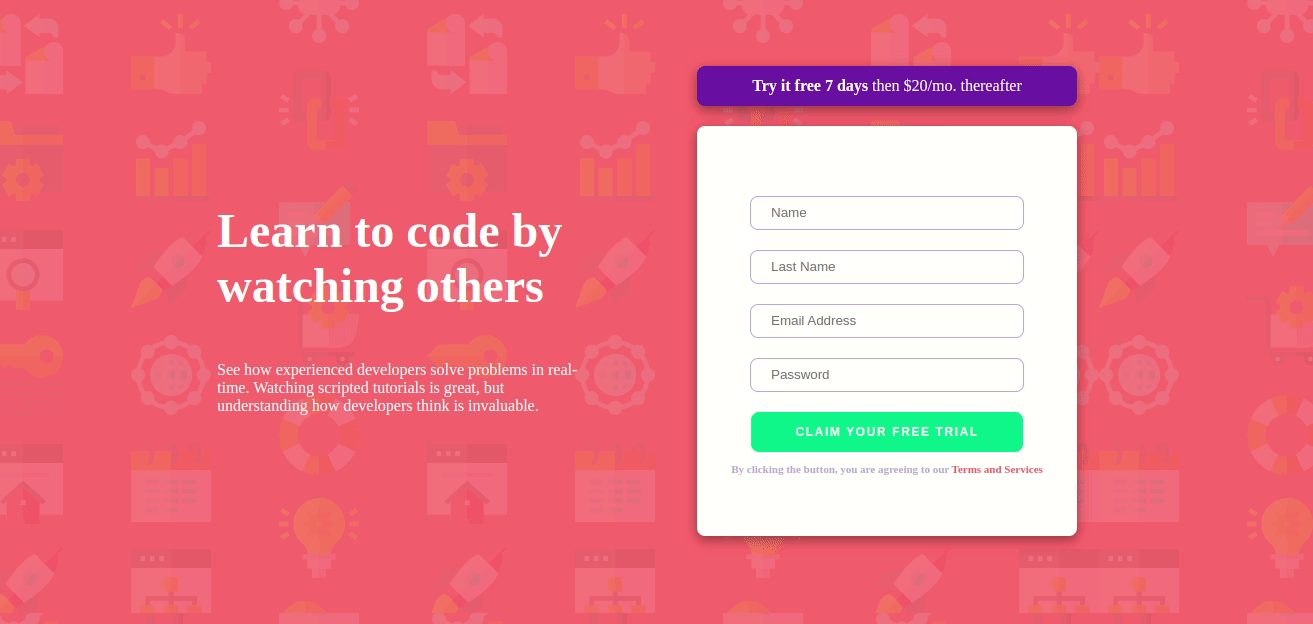 Learn to code by
watching others
See how experienced developers solve problems in real-
time. Watching scripted tutorials is great, but
understanding how developers think is invaluable.
Try it free 7 days then $20/mo. thereafter
Name
Last Name
Email Address
Password
CLAIM YOUR FREE TRIAL
By clicking the button, you are agreeing to our Terms and Services